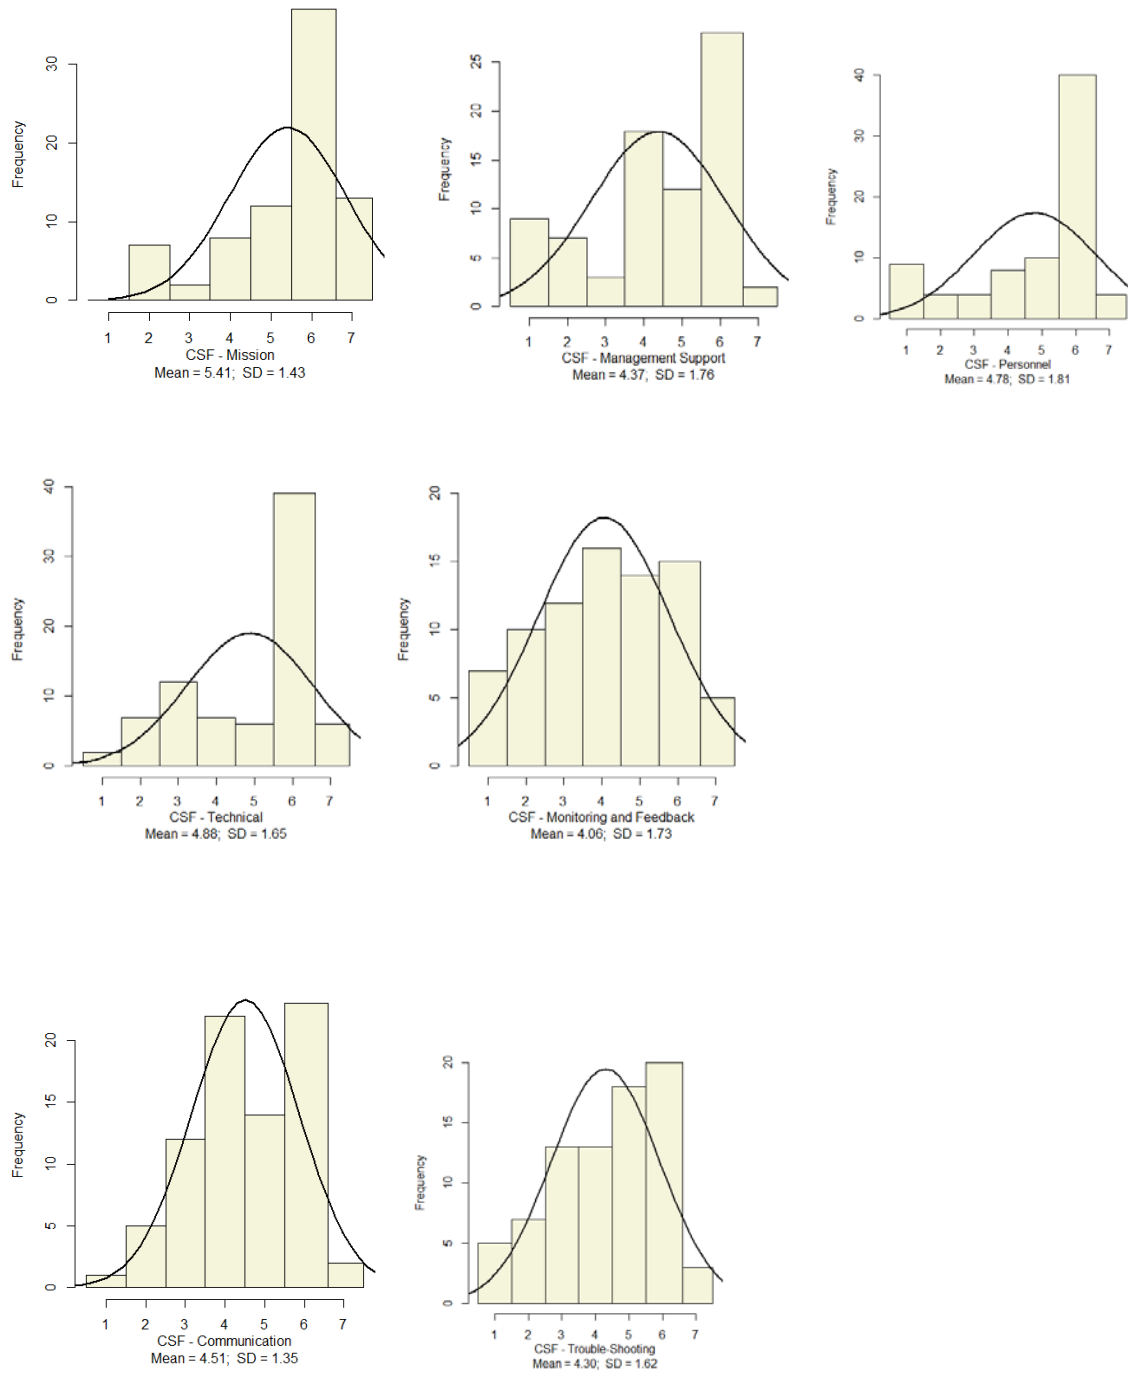 Frequency
30
20
10
0
1 2 3 4 5 6 7
CSF - Mission
Mean = 5.41; SD = 1.43
Frequency
25
20
15
10
5
0
1 2 3 4 5 6 7
CSF - Management Support
Mean = 4.37; SD = 1.76
Frequency
40
30
20
10
0
1 2 3 4 5 6 7
CSF - Personnel
Mean = 4.78; SD = 1.81
Frequency
40
30
20
10
0
1 2 3 4 5 6 7
CSF - Technical
Mean = 4.88; SD = 1.65
Frequency
20
15
10
5
0
1 2 3 4 5 6 7
CSF - Monitoring and Feedback
Mean = 4.06; SD = 1.73
Frequency
20
15
10
5
0
1 2 3 4 5 6 7
CSF - Communication
Mean = 4.51; SD = 1.35
Frequency
20
15
10
5
0
1 2 3 4 5 6 7
CSF - Trouble-Shooting
Mean = 4.30; SD = 1.62